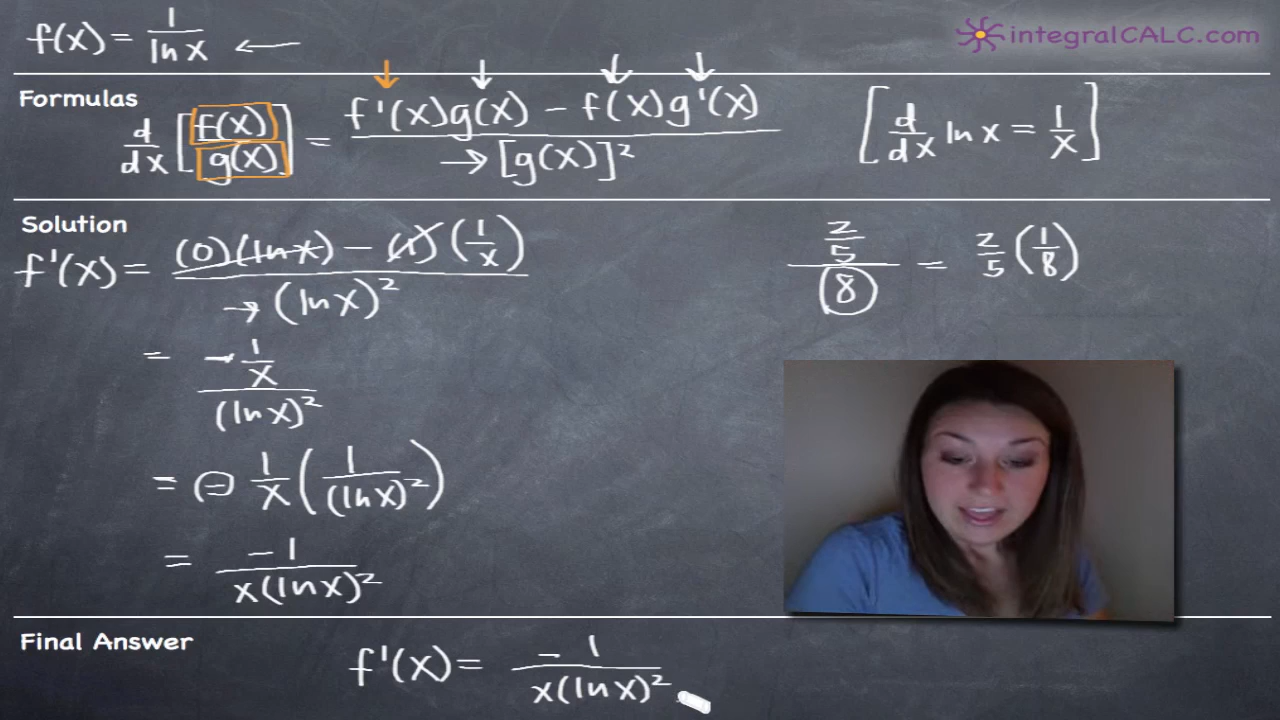 f(x) = 1/ln x ←
integralCALC.com
Formulas
d/dx [f(x)/g(x)] = f'(x)g(x) - f(x)g'(x) / → [g(x)]²
[d/dx ln x = 1/x]
Solution
f'(x) = (0)(ln x) - (1)(1/x) / → (ln x)²
2/5 / 8 = 2/5 (1/8)
= -1/x / (ln x)²
= (-) 1/x (1/(ln x)²)
= -1 / x(ln x)²
Final Answer
f'(x) = -1 / x(ln x)²